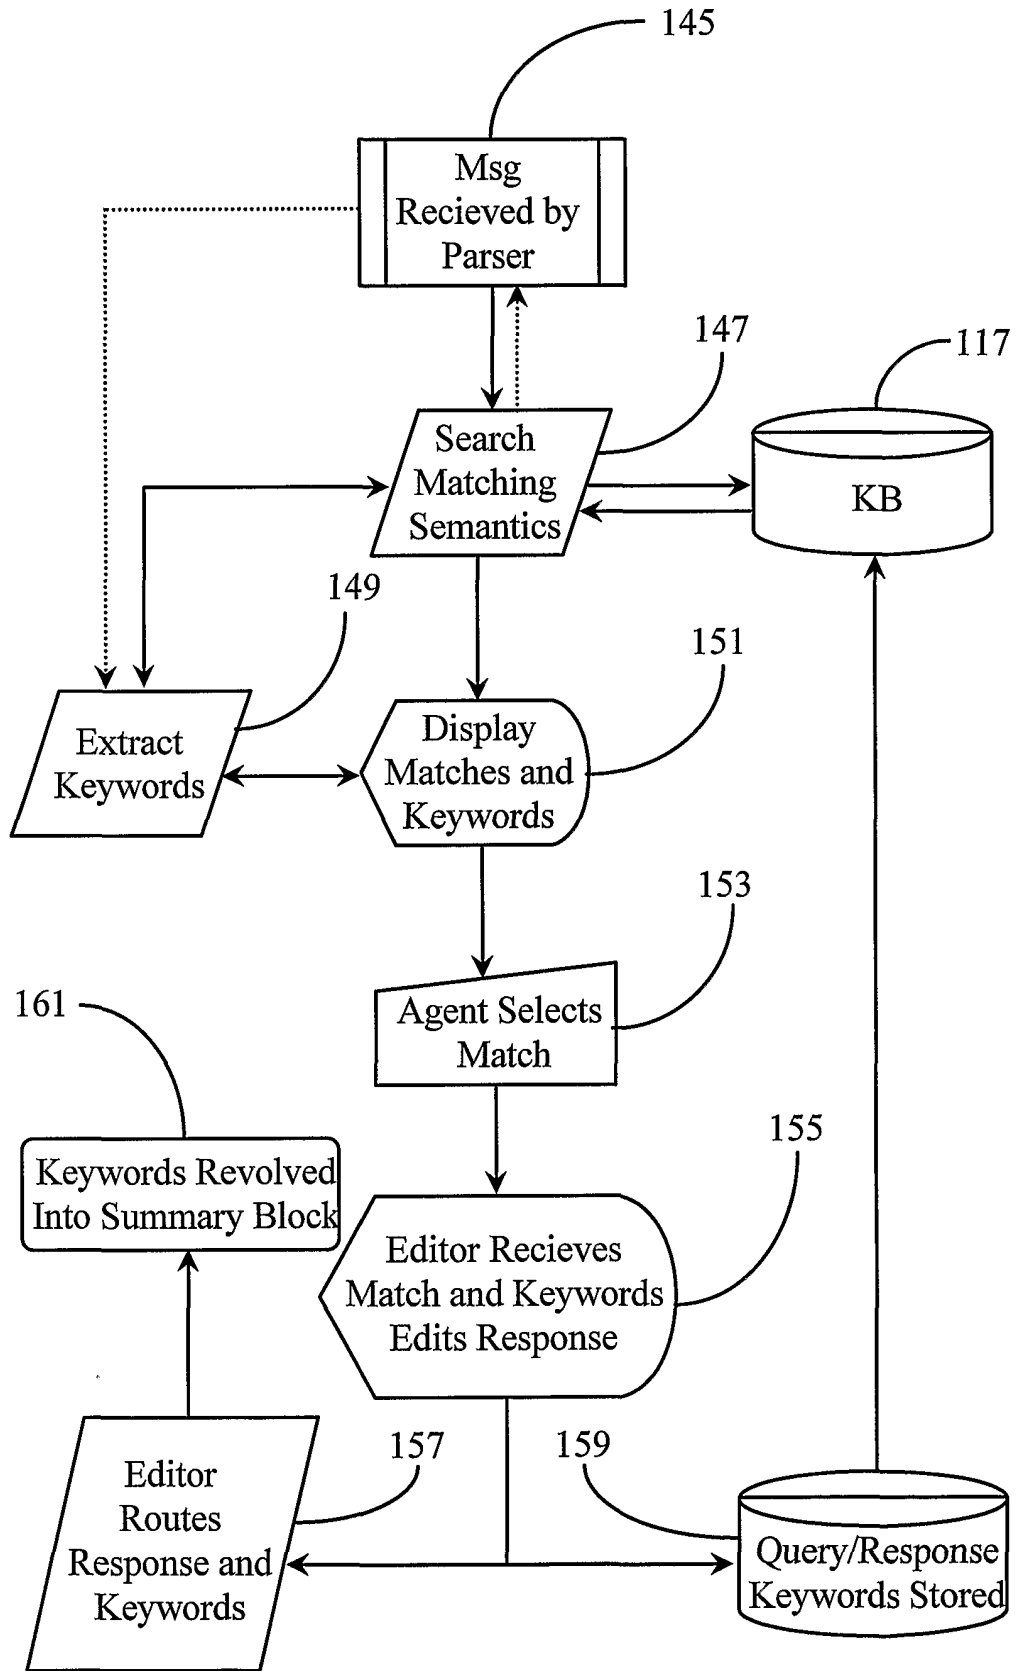 145
Msg
Recieved by
Parser
147
117
Search
Matching
Semantics
KB
149
151
Extract
Keywords
Display
Matches and
Keywords
153
161
Agent Selects
Match
155
Keywords Revolved
Into Summary Block
Editor Recieves
Match and Keywords
Edits Response
157
159
Editor
Routes
Response and
Keywords
Query/Response
Keywords Stored